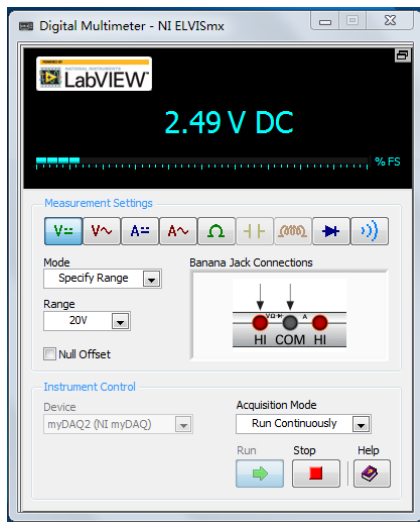 Digital Multimeter - NI ELVISmx
LabVIEW
2.49 V DC
% FS
Measurement Settings
V= V~ A= A~ Ω
Mode
Specify Range
Banana Jack Connections
Range
20V
VΩ A
HI COM HI
Null Offset
Instrument Control
Device
myDAQ2 (NI myDAQ)
Acquisition Mode
Run Continuously
Run Stop Help